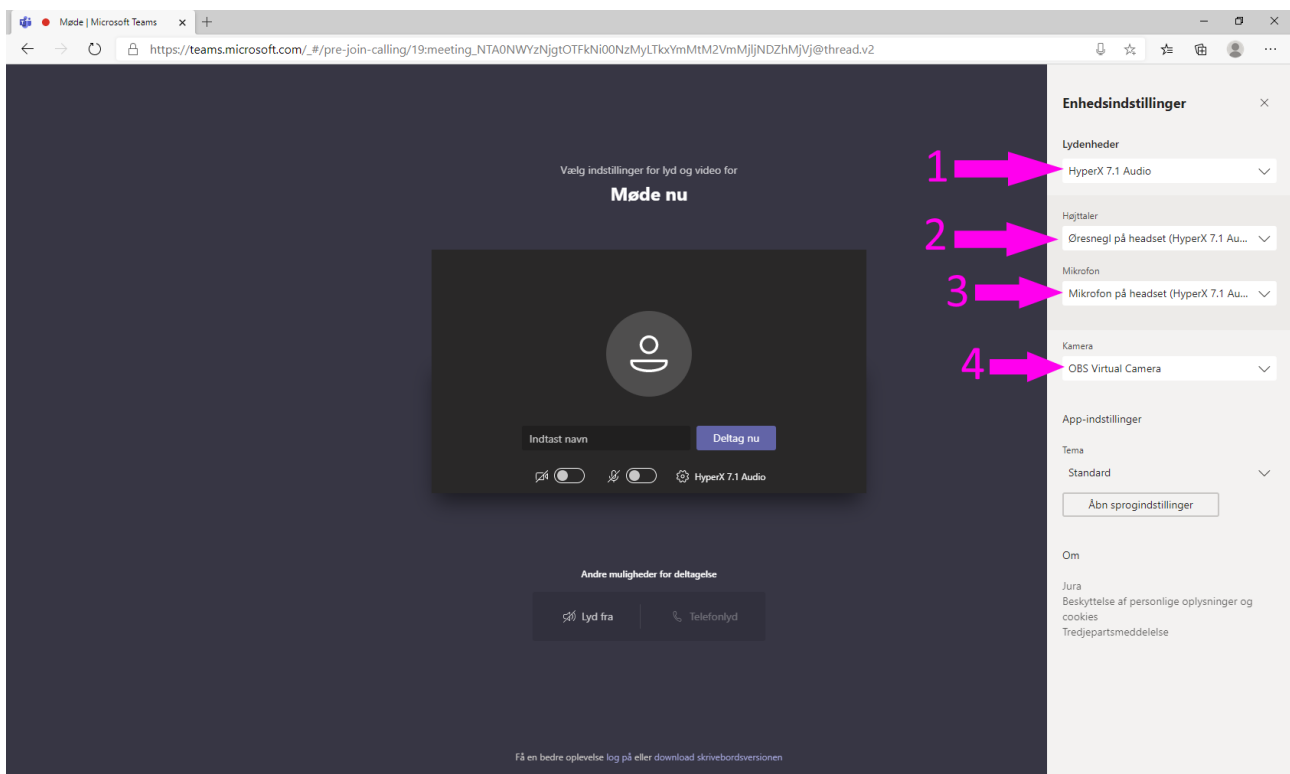 Møde | Microsoft Teams
https://teams.microsoft.com/_#/pre-join-calling/19:meeting_NTA0NWYzNjgtOTFkNi00NzMyLTkxYmMtM2VmMjljNDZhMjVj@thread.v2
Vælg indstillinger for lyd og video for
Møde nu
Indtast navn
Deltag nu
HyperX 7.1 Audio
Andre muligheder for deltagelse
Lyd fra
Telefonlyd
Få en bedre oplevelse log på eller download skrivebordsversionen
Enhedsindstillinger
Lydenheder
1
HyperX 7.1 Audio
Højttaler
2
Øresnegl på headset (HyperX 7.1 Au...
Mikrofon
3
Mikrofon på headset (HyperX 7.1 Au...
Kamera
4
OBS Virtual Camera
App-indstillinger
Tema
Standard
Åbn sprogindstillinger
Om
Jura
Beskyttelse af personlige oplysninger og
cookies
Tredjepartsmeddelelse